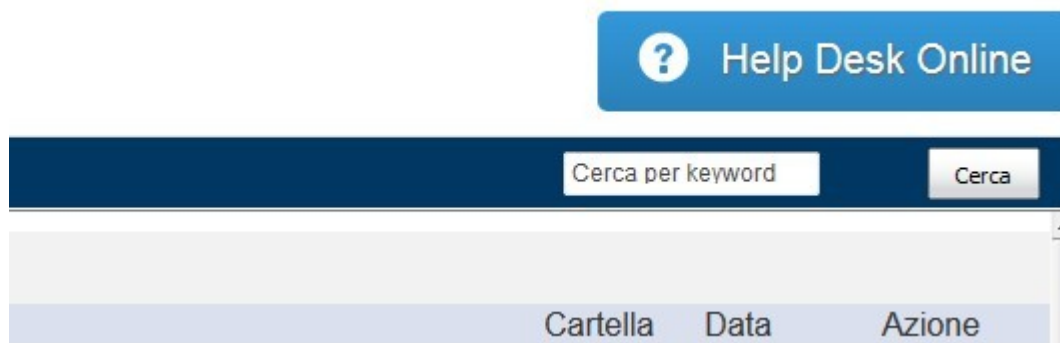 ? Help Desk Online
Cerca per keyword Cerca
Cartella Data Azione